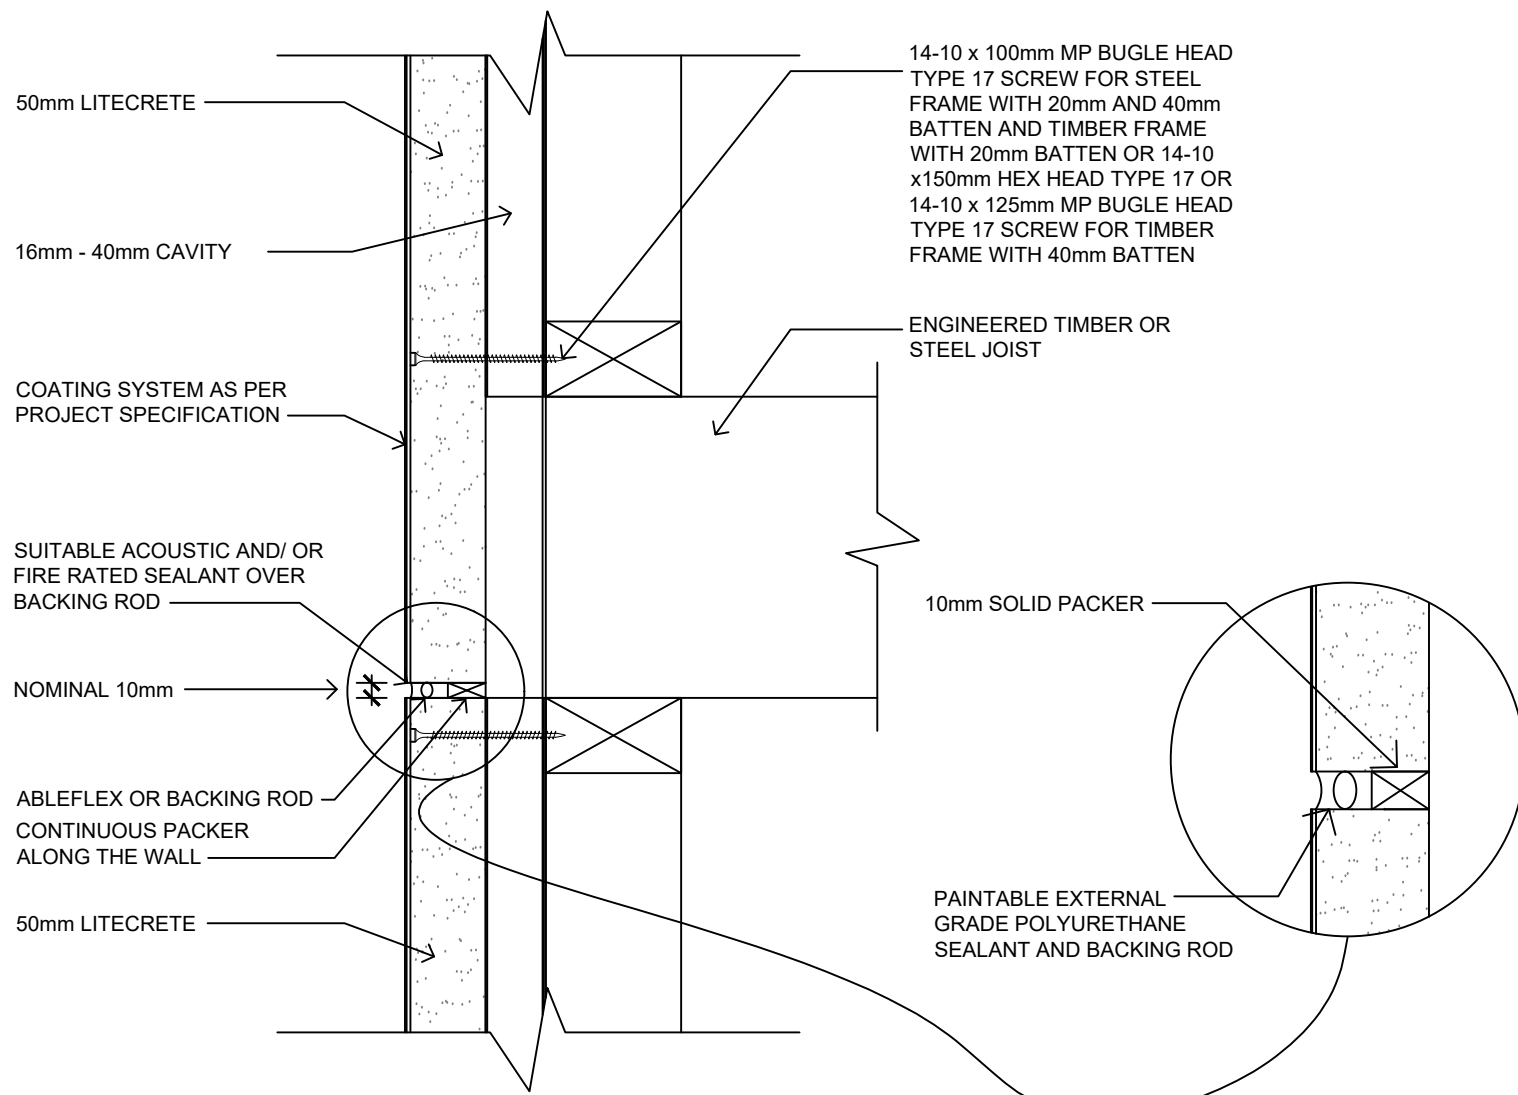 50mm LITECRETE
16mm - 40mm CAVITY
COATING SYSTEM AS PER
PROJECT SPECIFICATION
SUITABLE ACOUSTIC AND/ OR
FIRE RATED SEALANT OVER
BACKING ROD
NOMINAL 10mm
ABLEFLEX OR BACKING ROD
CONTINUOUS PACKER
ALONG THE WALL
50mm LITECRETE
14-10 x 100mm MP BUGLE HEAD
TYPE 17 SCREW FOR STEEL
FRAME WITH 20mm AND 40mm
BATTEN AND TIMBER FRAME
WITH 20mm BATTEN OR 14-10
x150mm HEX HEAD TYPE 17 OR
14-10 x 125mm MP BUGLE HEAD
TYPE 17 SCREW FOR TIMBER
FRAME WITH 40mm BATTEN
ENGINEERED TIMBER OR
STEEL JOIST
10mm SOLID PACKER
PAINTABLE EXTERNAL
GRADE POLYURETHANE
SEALANT AND BACKING ROD